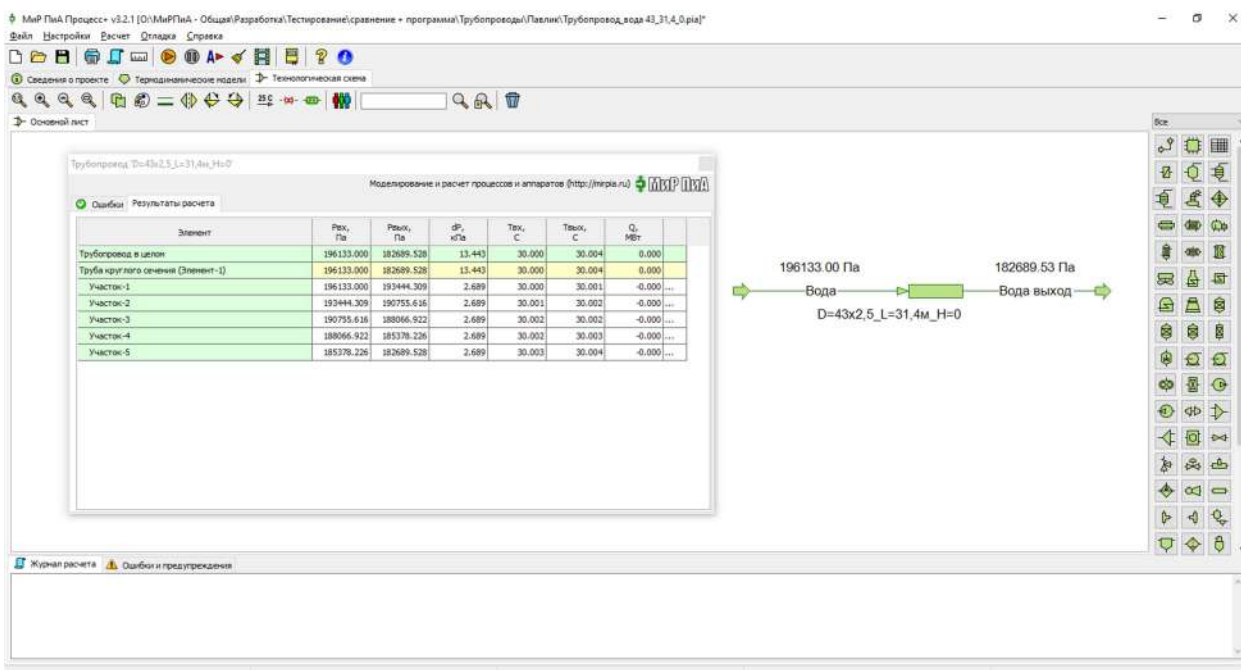 МиР ПиА Процесс+ v3.2.1 [O:\МиРПиА - Общая\Разработка\Тестирование\сравнение + программа\Трубопроводы\Павлик\Трубопровод_вода 43_31,4_0.pia]*
Файл Настройки Расчет Отладка Справка
Сведения о проекте Термодинамические модели Технологическая схема
25 C
Основной лист
Все
Трубопровод 'D=43x2,5_L=31,4м_H=0'
Моделирование и расчет процессов и аппаратов (http://mirpia.ru) МиР ПиА
Ошибки Результаты расчета
Элемент Pвх, Па Pвых, Па dP, кПа Tвх, C Tвых, C Q, МВт
Трубопровод в целом 196133.000 182689.528 13.443 30.000 30.004 0.000
Труба круглого сечения (Элемент-1) 196133.000 182689.528 13.443 30.000 30.004 0.000
Участок-1 196133.000 193444.309 2.689 30.000 30.001 -0.000 ...
Участок-2 193444.309 190755.616 2.689 30.001 30.002 -0.000 ...
Участок-3 190755.616 188066.922 2.689 30.002 30.002 -0.000 ...
Участок-4 188066.922 185378.226 2.689 30.002 30.003 -0.000 ...
Участок-5 185378.226 182689.528 2.689 30.003 30.004 -0.000 ...
196133.00 Па 182689.53 Па
Вода Вода выход
D=43x2,5_L=31,4м_H=0
Журнал расчета Ошибки и предупреждения